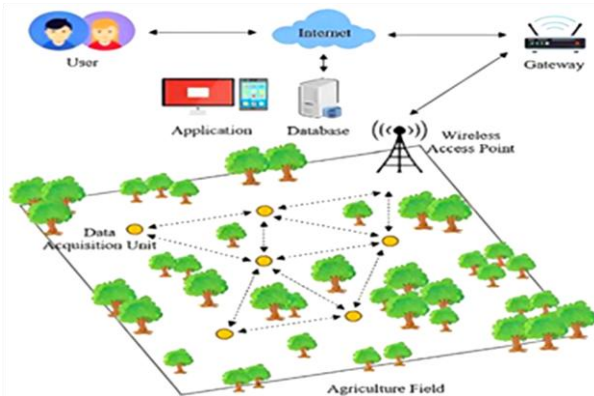 Internet
User
Gateway
Application
Database
Wireless
Access Point
Data
Acquisition Unit
Agriculture Field